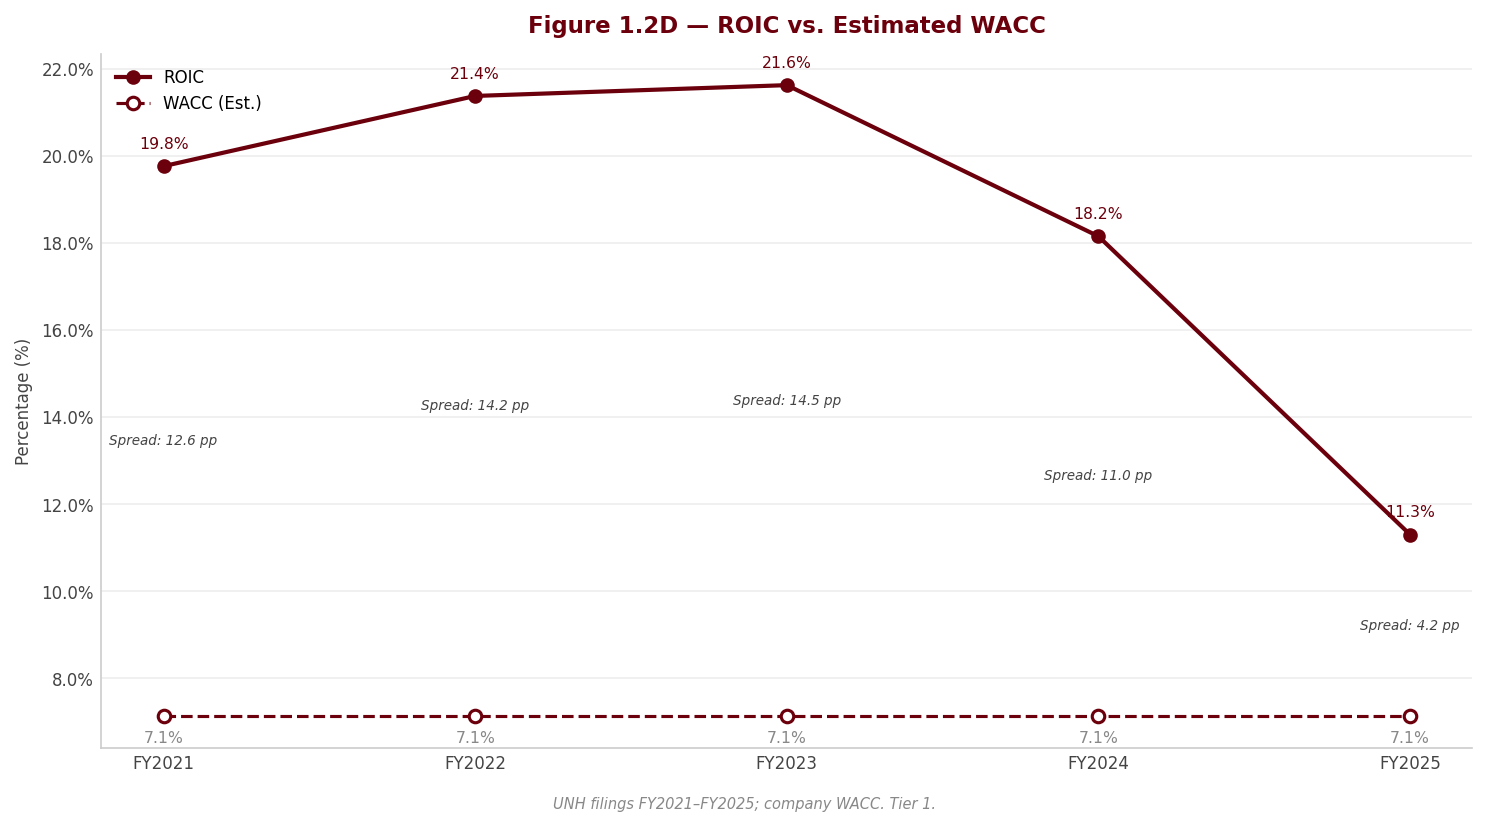 Figure 1.2D — ROIC vs. Estimated WACC
ROIC
WACC (Est.)
Percentage (%)
22.0%
20.0%
18.0%
16.0%
14.0%
12.0%
10.0%
8.0%
19.8%
21.4%
21.6%
18.2%
11.3%
Spread: 12.6 pp
Spread: 14.2 pp
Spread: 14.5 pp
Spread: 11.0 pp
Spread: 4.2 pp
7.1%
7.1%
7.1%
7.1%
7.1%
FY2021
FY2022
FY2023
FY2024
FY2025
UNH filings FY2021–FY2025; company WACC. Tier 1.